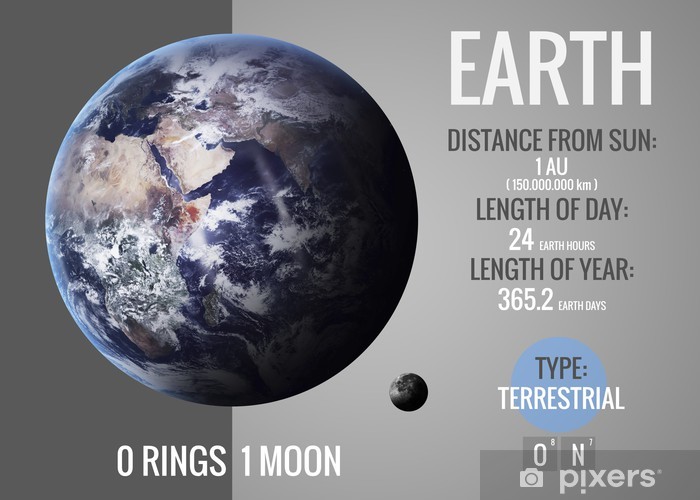 EARTH
DISTANCE FROM SUN:
1 AU
( 150.000.000 km )
LENGTH OF DAY:
24 EARTH HOURS
LENGTH OF YEAR:
365.2 EARTH DAYS
TYPE:
TERRESTRIAL
O 8 N 7
0 RINGS 1 MOON
pixers®